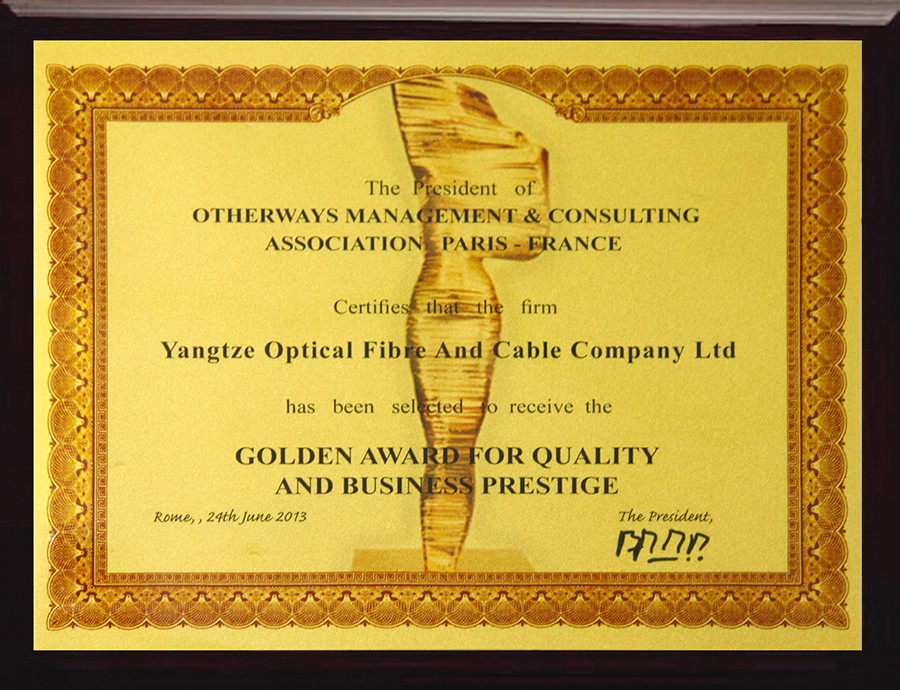 The President of
OTHERWAYS MANAGEMENT & CONSULTING
ASSOCIATION, PARIS - FRANCE
Certifies that the firm
Yangtze Optical Fibre And Cable Company Ltd
has been selected to receive the
GOLDEN AWARD FOR QUALITY
AND BUSINESS PRESTIGE
Rome, , 24th June 2013
The President,